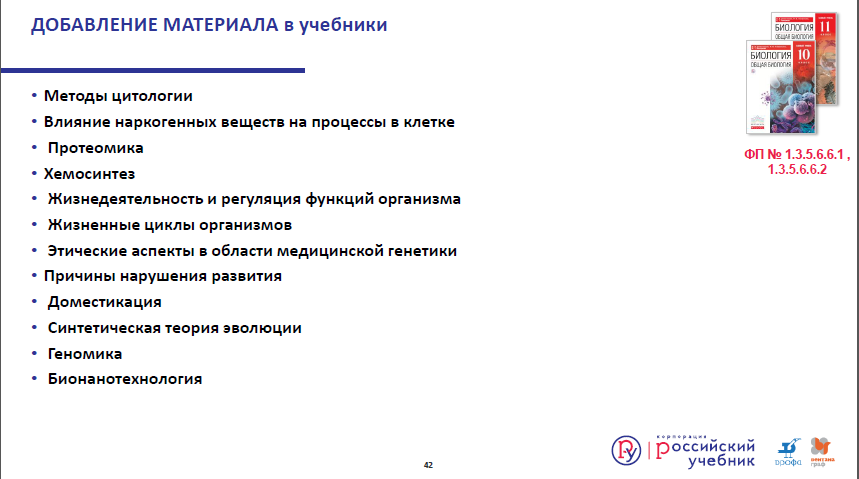 ДОБАВЛЕНИЕ МАТЕРИАЛА в учебники
БИОЛОГИЯ
ОБЩАЯ БИОЛОГИЯ
11
БИОЛОГИЯ
ОБЩАЯ БИОЛОГИЯ
10
ФП № 1.3.5.6.6.1 ,
1.3.5.6.6.2
• Методы цитологии
• Влияние наркогенных веществ на процессы в клетке
• Протеомика
• Хемосинтез
• Жизнедеятельность и регуляция функций организма
• Жизненные циклы организмов
• Этические аспекты в области медицинской генетики
• Причины нарушения развития
• Доместикация
• Синтетическая теория эволюции
• Геномика
• Бионанотехнология
42
ру
корпорация
российский
учебник
дрофа
вентана
граф